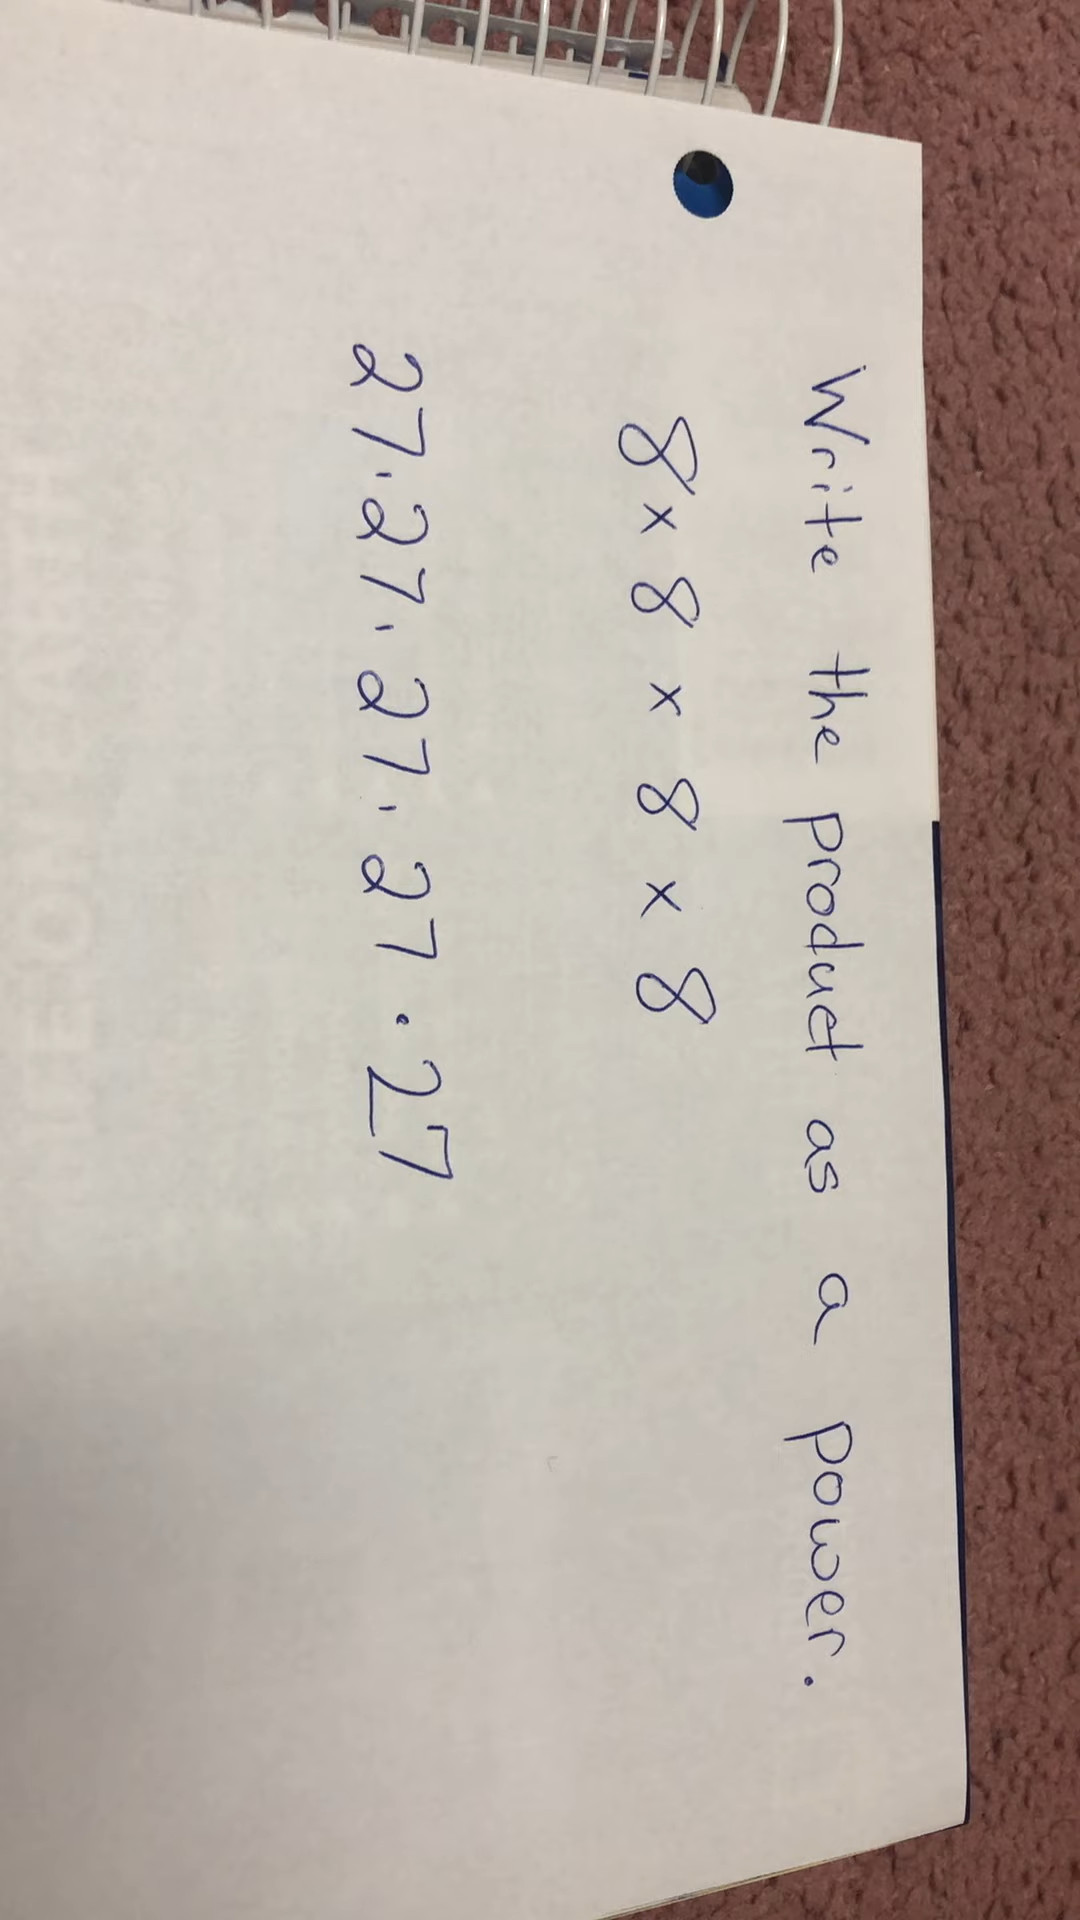 Write the product as a power.
8 x 8 x 8 x 8
27.27.27.27.27